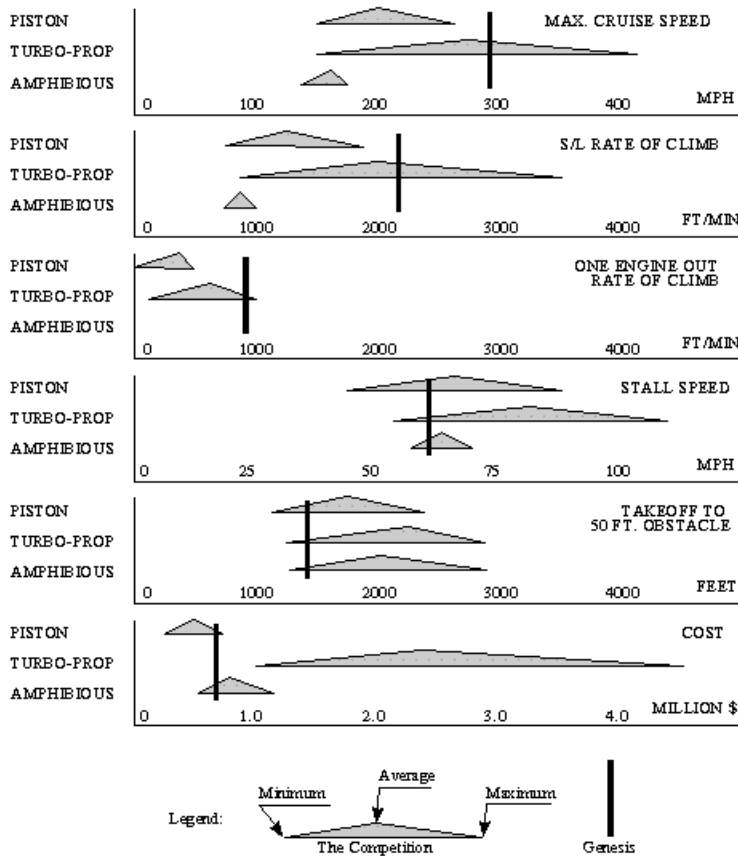 PISTON
MAX. CRUISE SPEED
TURBO-PROP
AMPHIBIOUS
0 100 200 300 400 MPH
PISTON
S/L RATE OF CLIMB
TURBO-PROP
AMPHIBIOUS
0 1000 2000 3000 4000 FT/MIN
PISTON
ONE ENGINE OUT
RATE OF CLIMB
TURBO-PROP
AMPHIBIOUS
0 1000 2000 3000 4000 FT/MIN
PISTON
STALL SPEED
TURBO-PROP
AMPHIBIOUS
0 25 50 75 100 MPH
PISTON
TAKEOFF TO
50 FT. OBSTACLE
TURBO-PROP
AMPHIBIOUS
0 1000 2000 3000 4000 FEET
PISTON
COST
TURBO-PROP
AMPHIBIOUS
0 1.0 2.0 3.0 4.0 MILLION $
Average
Minimum
Maximum
Legend:
The Competition
Genesis